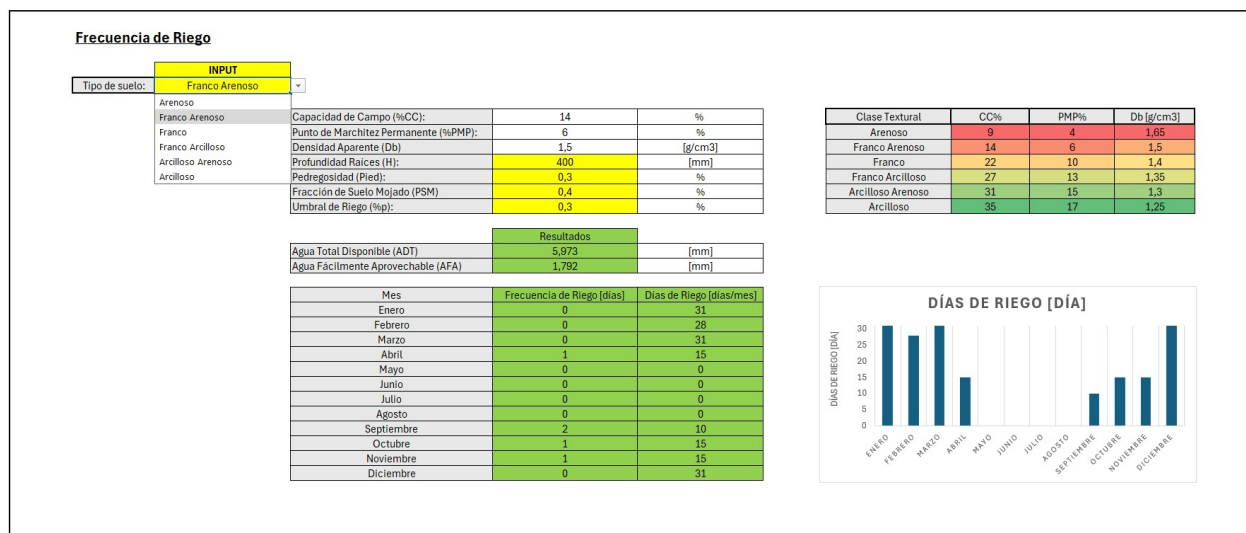 Frecuencia de Riego
INPUT
Tipo de suelo: Franco Arenoso
Arenoso
Franco Arenoso
Franco
Franco Arcilloso
Arcilloso Arenoso
Arcilloso
Capacidad de Campo (%CC): 14 %
Punto de Marchitez Permanente (%PMP): 6 %
Densidad Aparente (Db) 1,5 [g/cm3]
Profundidad Raíces (H): 400 [mm]
Pedregosidad (Pied): 0,3 %
Fracción de Suelo Mojado (PSM) 0,4 %
Umbral de Riego (%p): 0,3 %
Clase Textural CC% PMP% Db [g/cm3]
Arenoso 9 4 1,65
Franco Arenoso 14 6 1,5
Franco 22 10 1,4
Franco Arcilloso 27 13 1,35
Arcilloso Arenoso 31 15 1,3
Arcilloso 35 17 1,25
Resultados
Agua Total Disponible (ADT) 5,973 [mm]
Agua Fácilmente Aprovechable (AFA) 1,792 [mm]
Mes Frecuencia de Riego [días] Días de Riego [días/mes]
Enero 0 31
Febrero 0 28
Marzo 0 31
Abril 1 15
Mayo 0 0
Junio 0 0
Julio 0 0
Agosto 0 0
Septiembre 2 10
Octubre 1 15
Noviembre 1 15
Diciembre 0 31
DÍAS DE RIEGO [DÍA]
DÍAS DE RIEGO [DÍA]
30
25
20
15
10
5
0
ENERO
FEBRERO
MARZO
ABRIL
MAYO
JUNIO
JULIO
AGOSTO
SEPTIEMBRE
OCTUBRE
NOVIEMBRE
DICIEMBRE